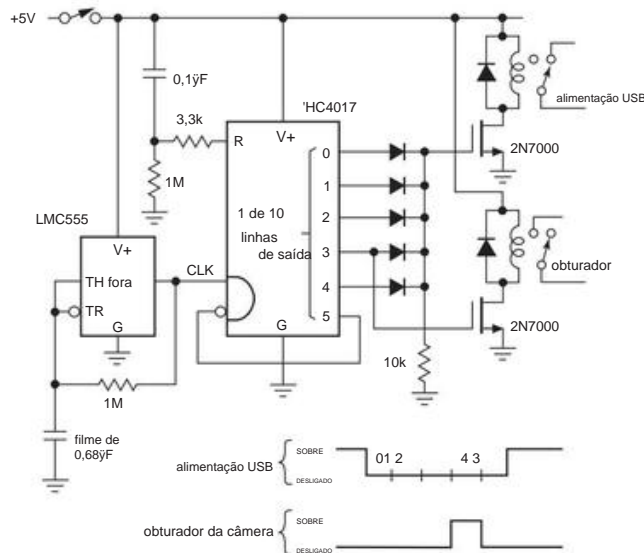 +5V
0,1ÿF
'HC4017
alimentação USB
3,3k
R
V+
0
2N7000
1M
1
LMC555
2
1 de 10
linhas
de saída
V+
CLK
3
obturador
TH fora
4
TR
5
G
G
2N7000
10k
1M
filme de
0,68ÿF
alimentação USB
SOBRE
DESLIGADO
01 2
4 3
obturador da câmera
SOBRE
DESLIGADO